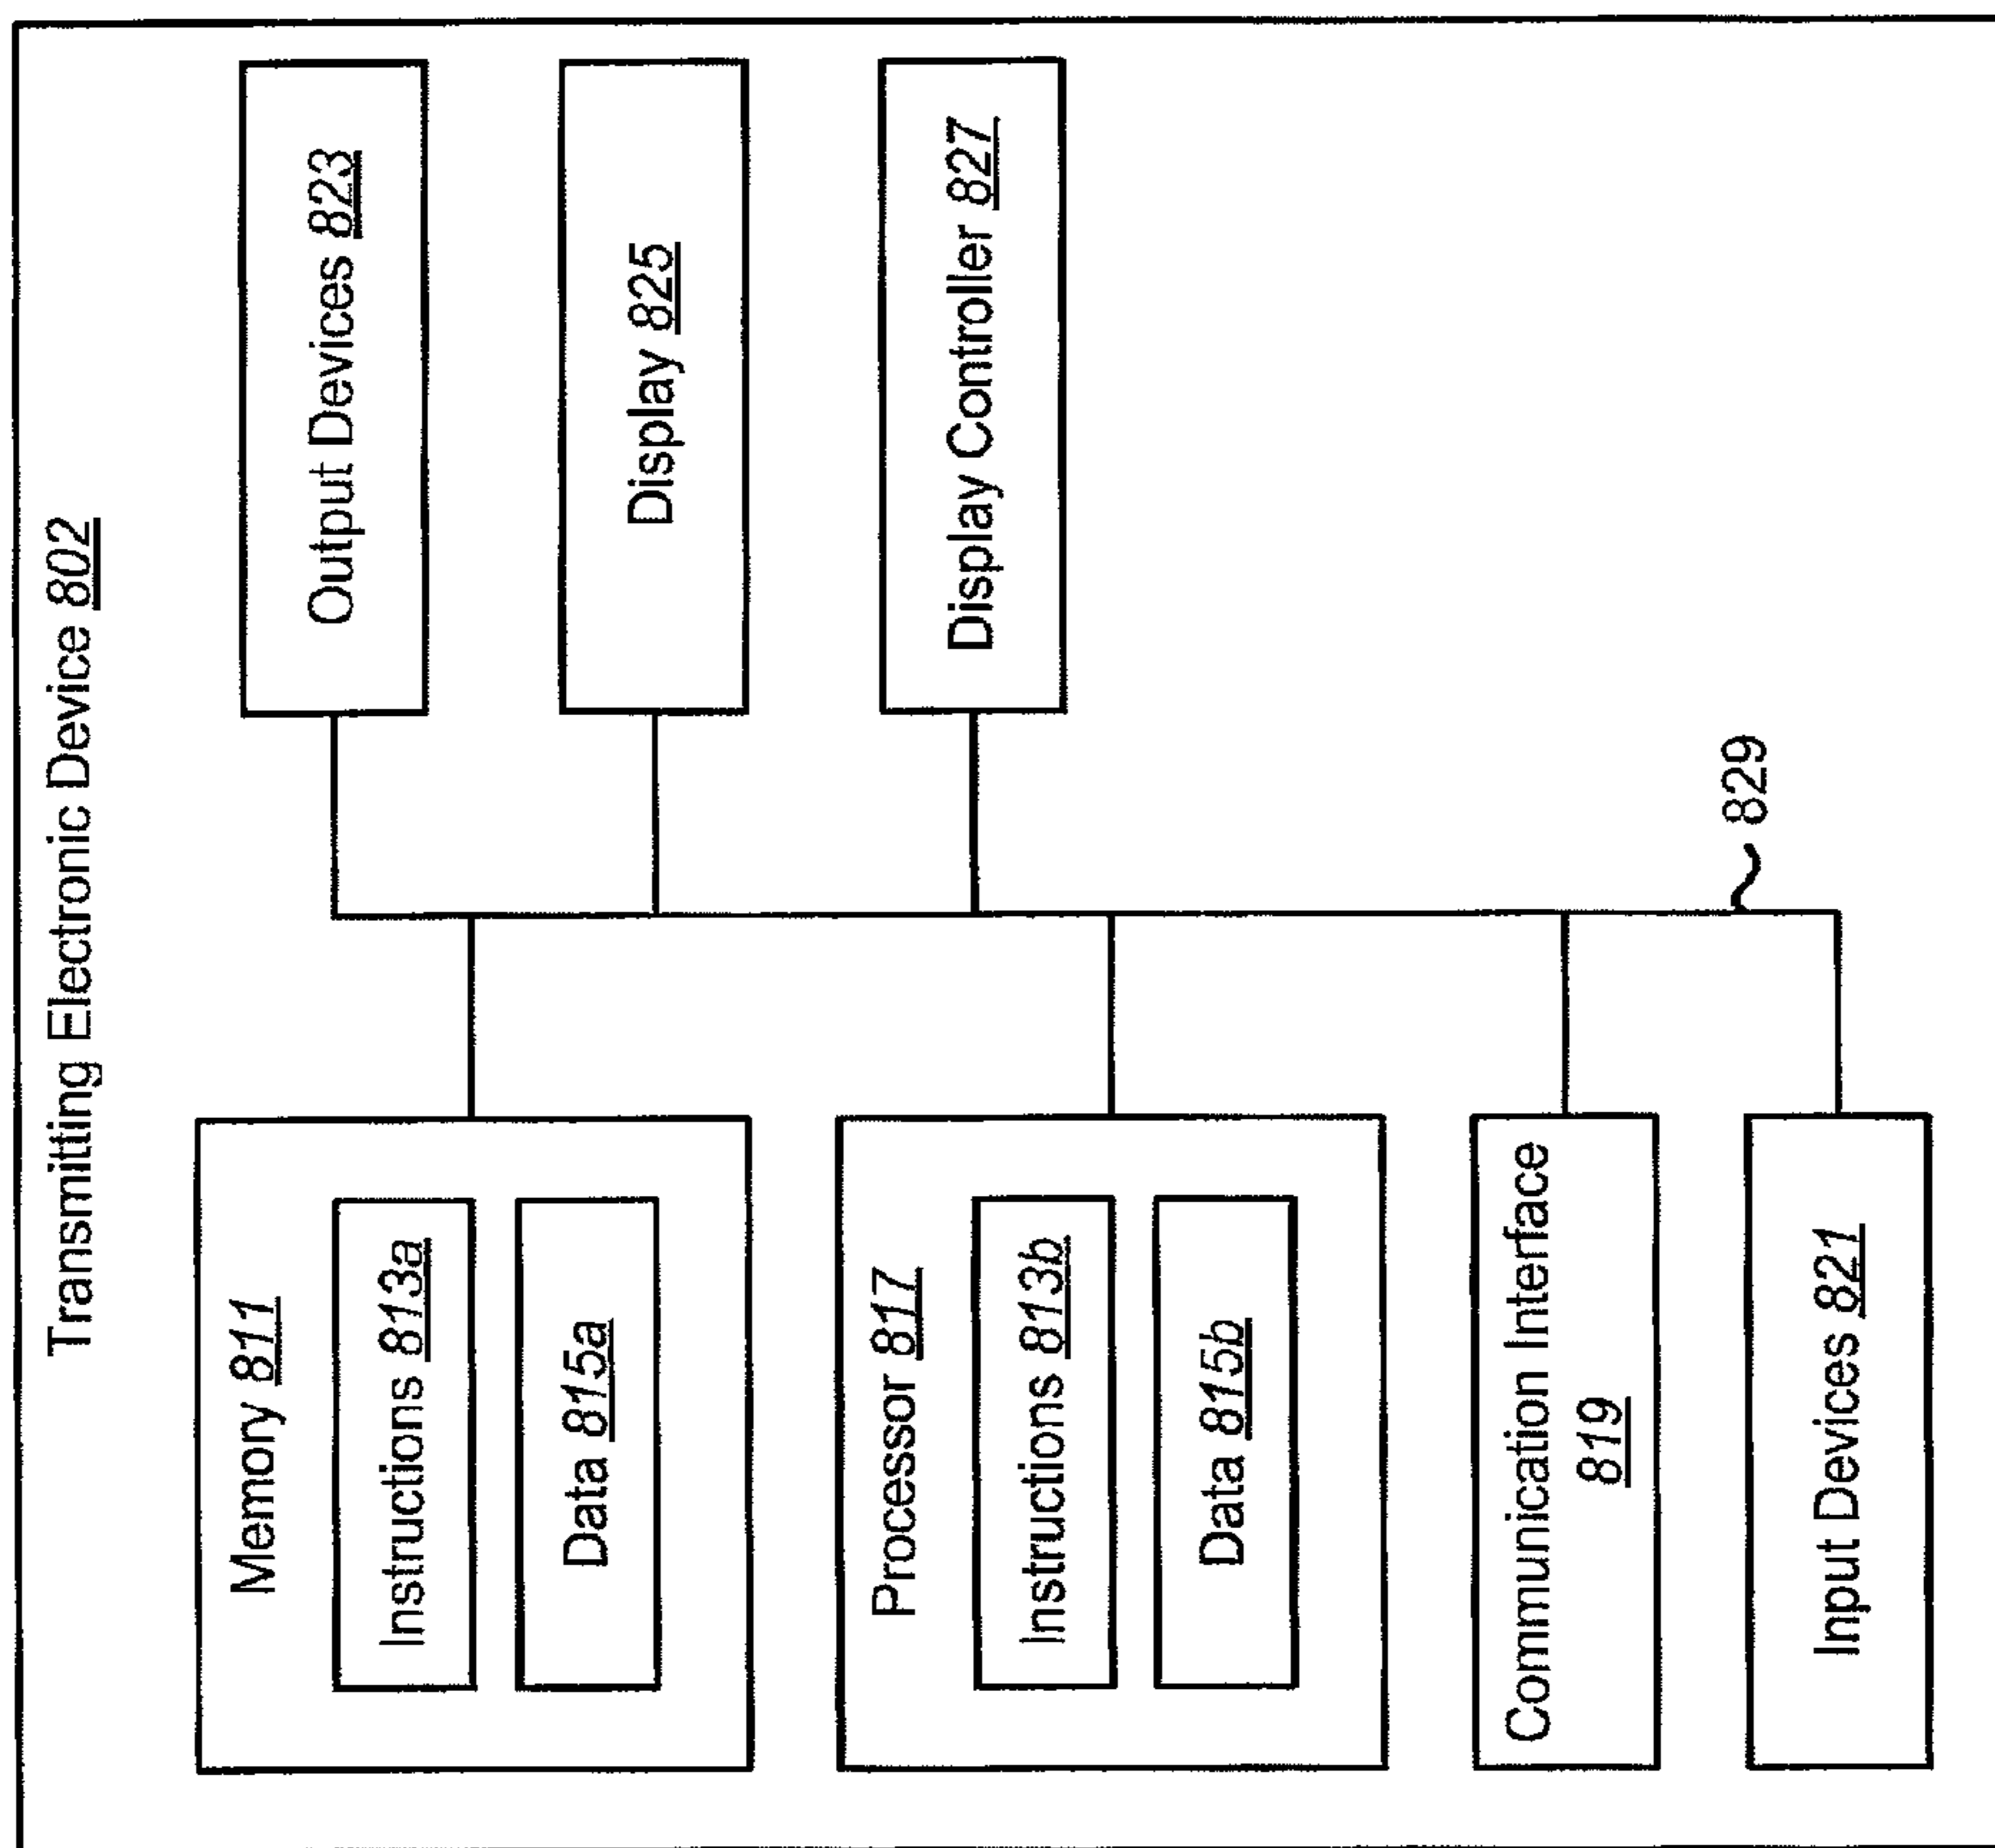 Transmitting Electronic Device 802
Memory 811
Instructions 813a
Data 815a
Processor 817
Instructions 813b
Data 815b
Communication Interface
819
Input Devices 821
Output Devices 823
Display 825
Display Controller 827
829